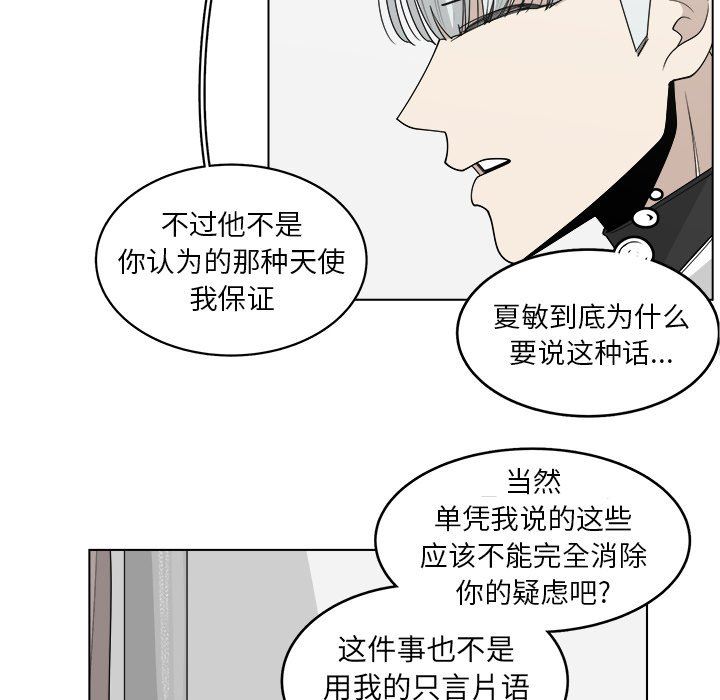 不过他不是
你认为的那种天使
我保证
夏敏到底为什么
要说这种话...
当然
单凭我说的这些
应该不能完全消除
你的疑虑吧?
这件事也不是
用我的只言片语